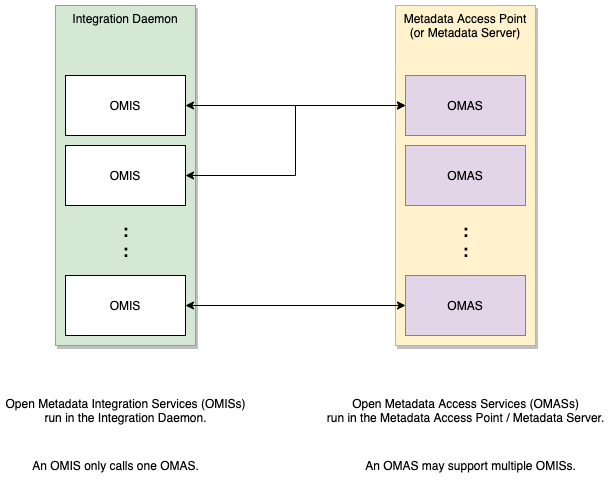 Integration Daemon
Metadata Access Point
(or Metadata Server)
OMIS
OMAS
OMIS
OMAS
OMIS
OMAS
Open Metadata Integration Services (OMISs)
run in the Integration Daemon.
Open Metadata Access Services (OMASs)
run in the Metadata Access Point / Metadata Server.
An OMIS only calls one OMAS.
An OMAS may support multiple OMISs.